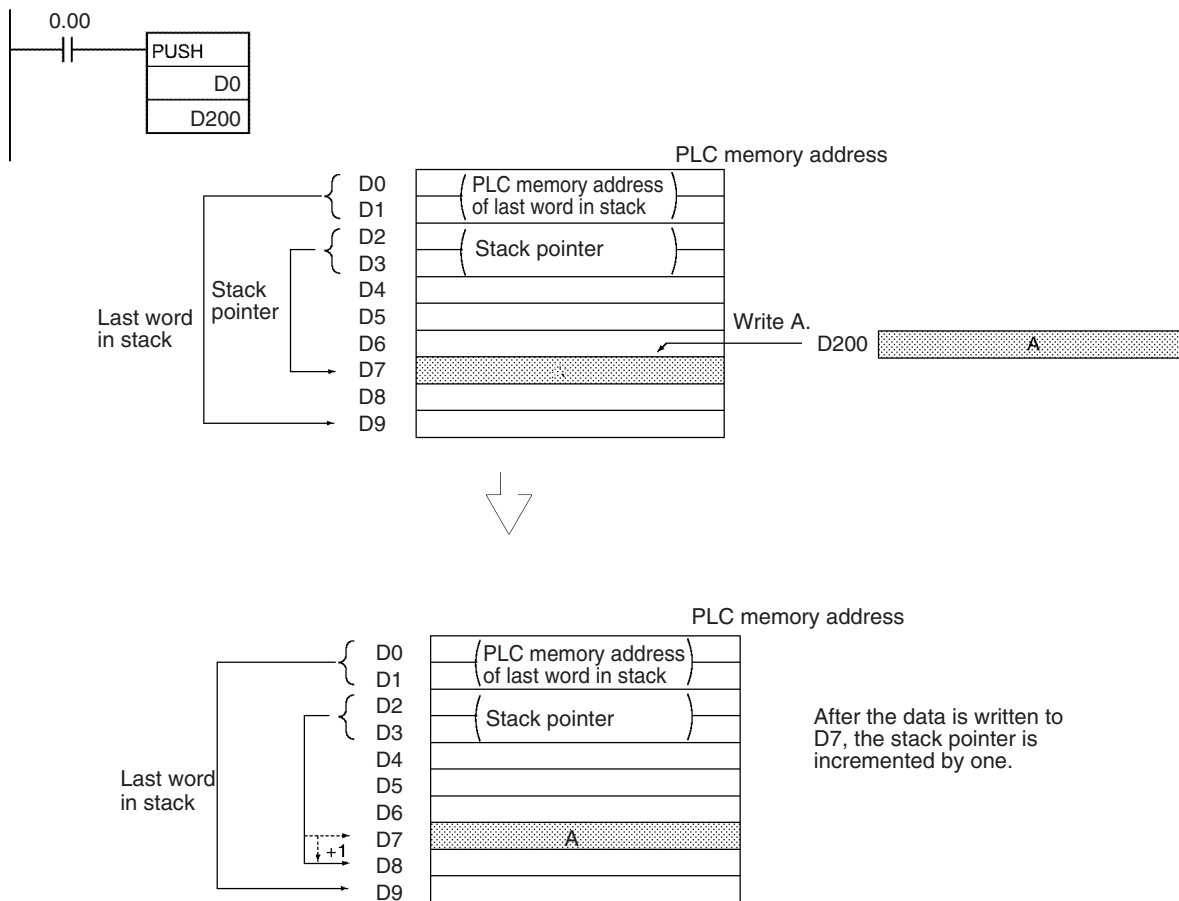 0.00
PUSH
D0
D200
PLC memory address
D0
PLC memory address
D1
of last word in stack
D2
Stack pointer
D3
D4
Stack
pointer
D5
Last word
in stack
Write A.
D6
D200
A
D7
A
D8
D9
PLC memory address
D0
PLC memory address
D1
of last word in stack
D2
Stack pointer
D3
After the data is written to
D7, the stack pointer is
incremented by one.
D4
Last word
in stack
D5
D6
D7
A
+1
D8
D9